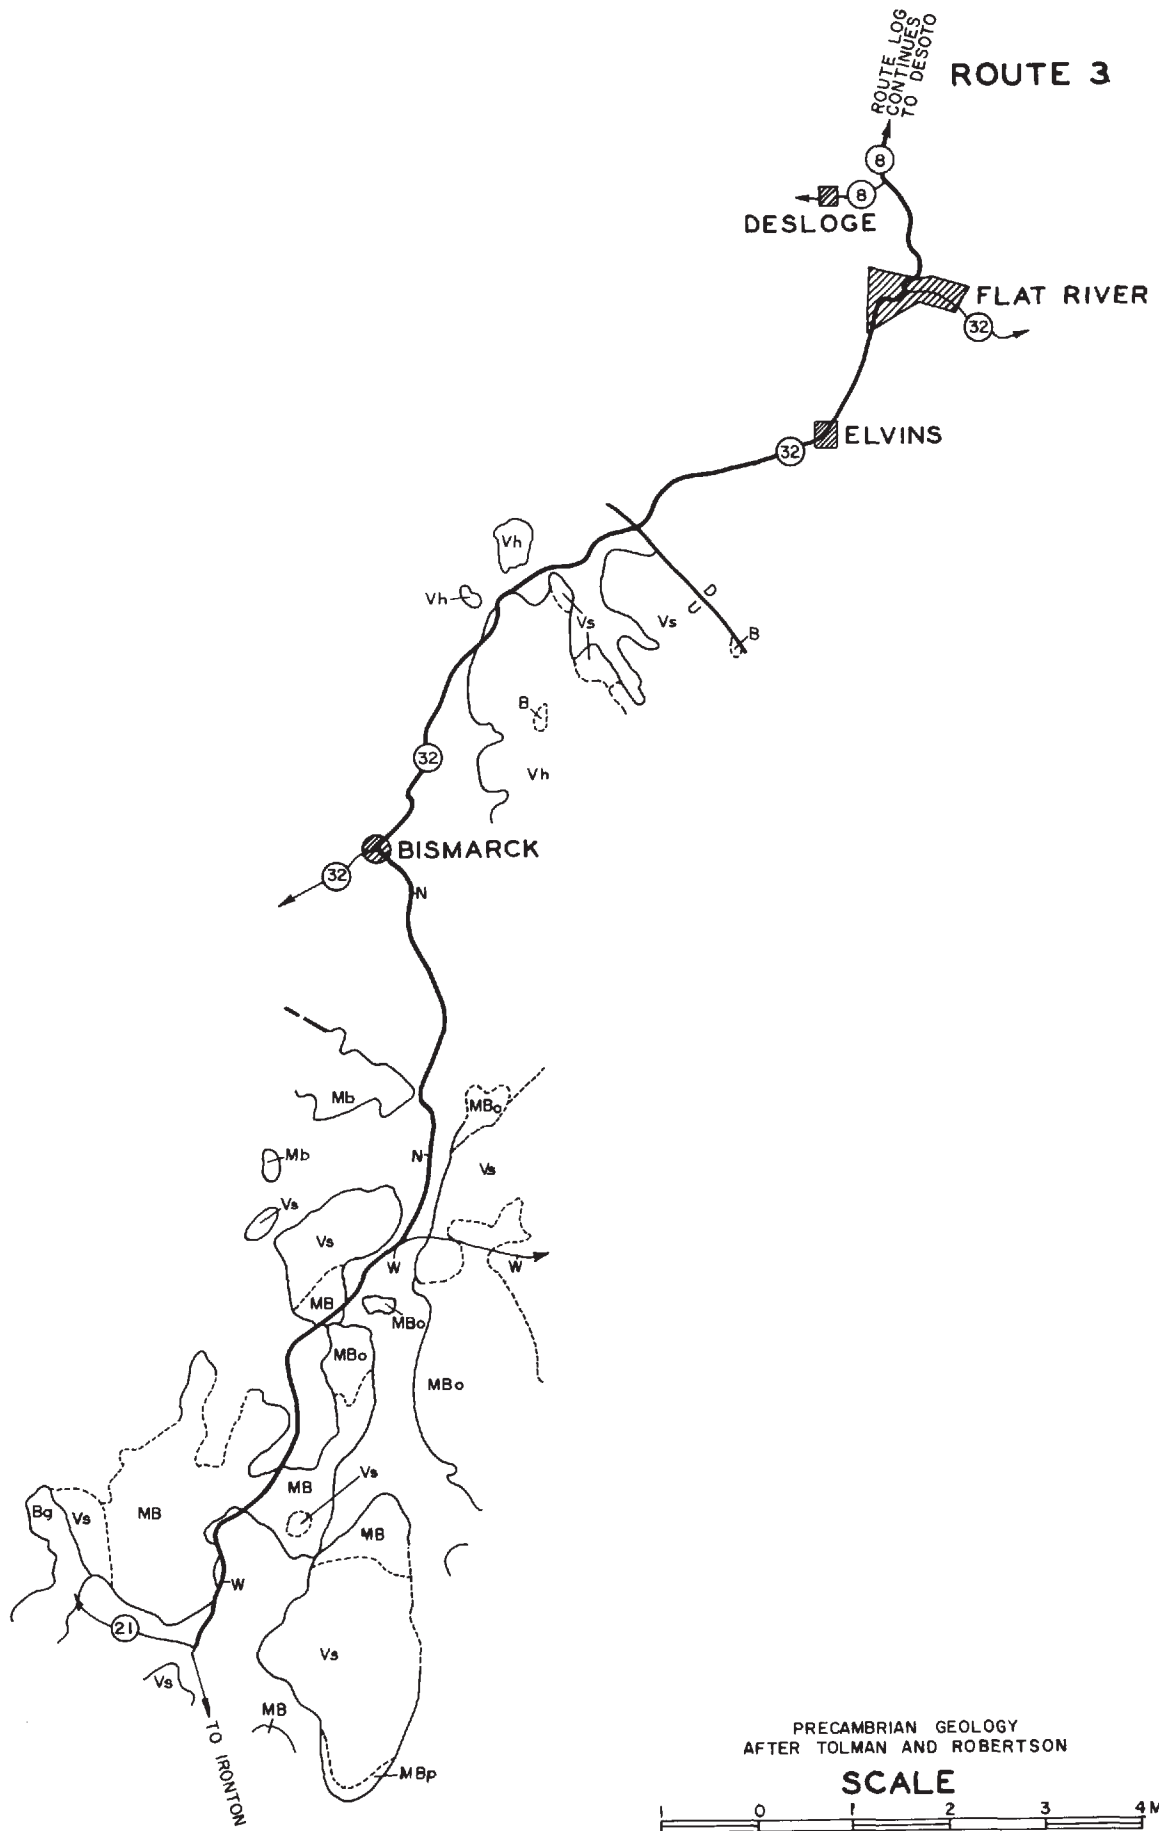 ROUTE LOG
CONTINUES
TO DESOTO
ROUTE 3
8
8
DESLOGE
FLAT RIVER
32
ELVINS
32
Vh
Vh
Vs
Vs
D
U
B
B
32
Vh
BISMARCK
32
N
Mb
MBo
Mb
N
Vs
Vs
Vs
W
W
MB
MBo
MBo
MBo
Vs
MB
Bg
Vs
MB
MB
W
21
Vs
Vs
MB
TO IRONTON
MBp
PRECAMBRIAN GEOLOGY
AFTER TOLMAN AND ROBERTSON
SCALE
1 0 1 2 3 4 M